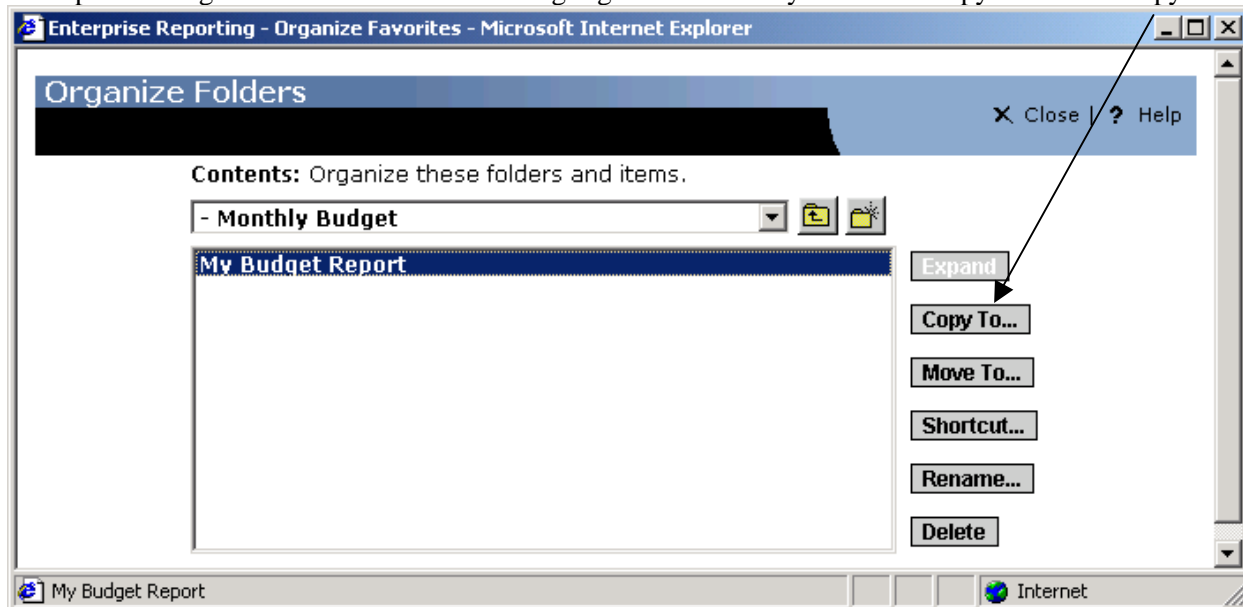 Enterprise Reporting - Organize Favorites - Microsoft Internet Explorer
Organize Folders
Close | ? Help
Contents: Organize these folders and items.
- Monthly Budget
My Budget Report
Expand
Copy To...
Move To...
Shortcut...
Rename...
Delete
My Budget Report
Internet